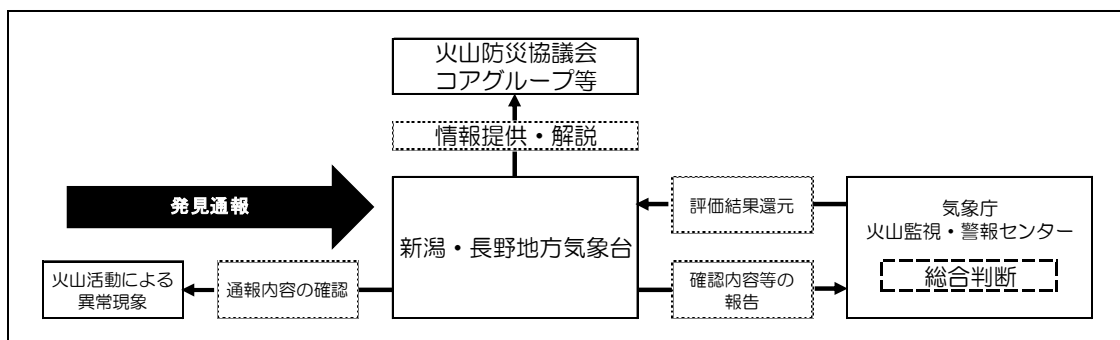 火山防災協議会
コアグループ等
情報提供・解説
発見通報
新潟・長野地方気象台
評価結果還元
気象庁
火山監視・警報センター
総合判断
火山活動による
異常現象
通報内容の確認
確認内容等の
報告